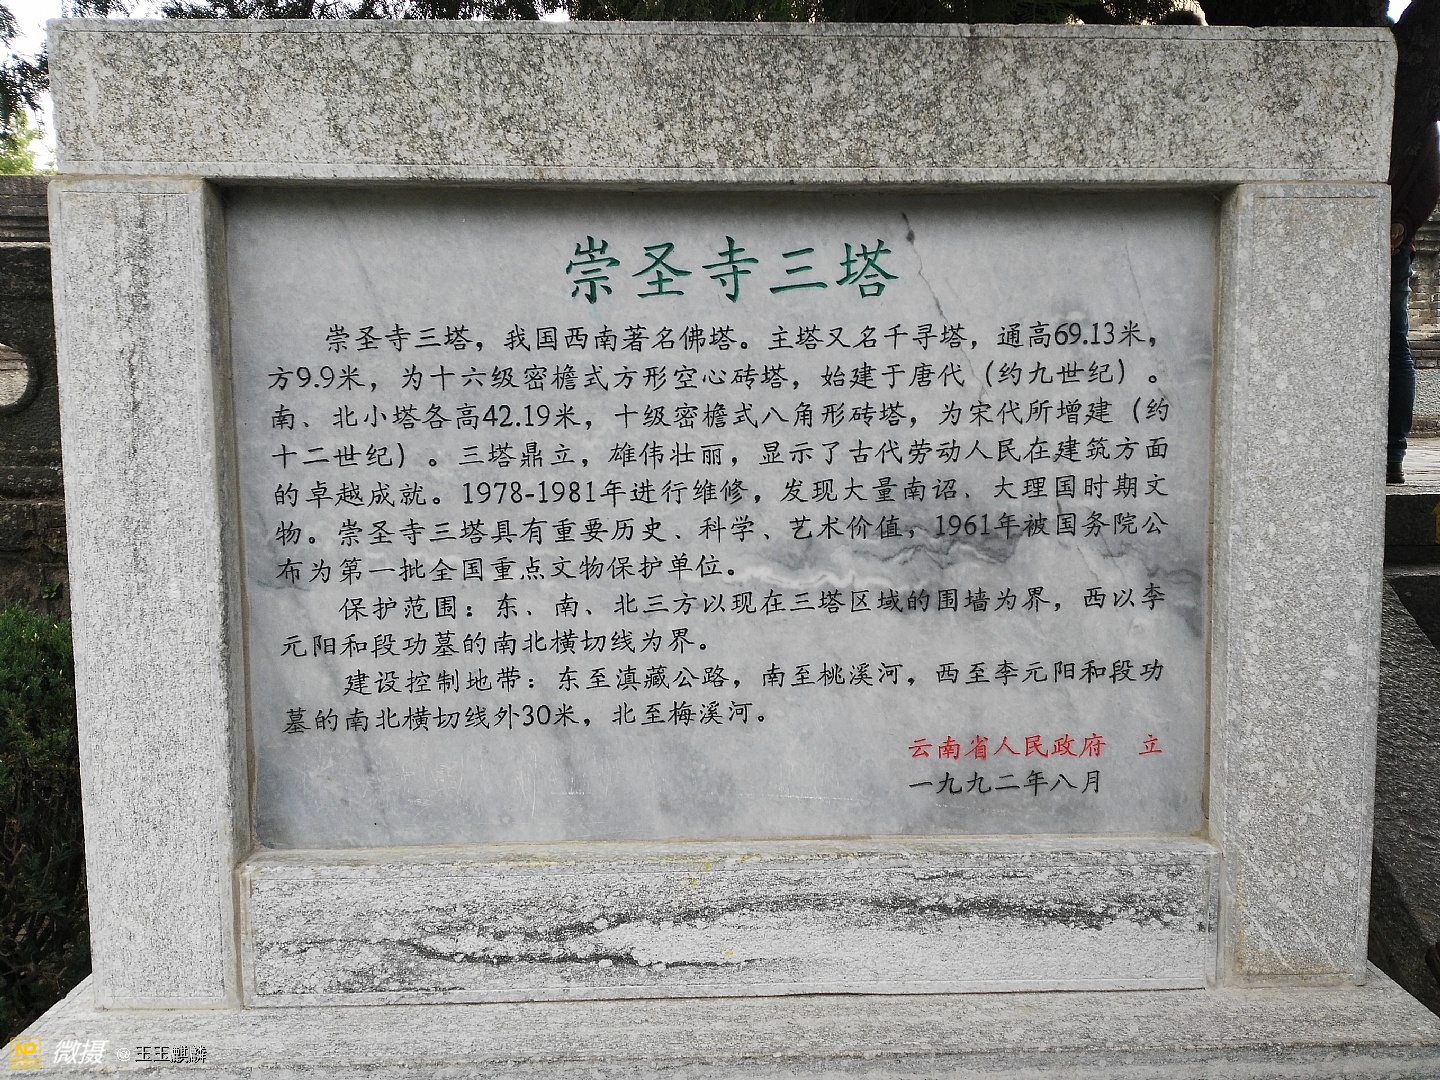 崇圣寺三塔
崇圣寺三塔，我国西南著名佛塔。主塔又名千寻塔，通高69.13米，
方9.9米，为十六级密檐式方形空心砖塔，始建于唐代（约九世纪）。
南、北小塔各高42.19米，十级密檐式八角形砖塔，为宋代所增建（约
十二世纪）。三塔鼎立，雄伟壮丽，显示了古代劳动人民在建筑方面
的卓越成就。1978-1981年进行维修，发现大量南诏、大理国时期文
物。崇圣寺三塔具有重要历史、科学、艺术价值，1961年被国务院公
布为第一批全国重点文物保护单位。
保护范围：东、南、北三方以现在三塔区域的围墙为界，西以李
元阳和段功墓的南北横切线为界。
建设控制地带：东至滇藏公路，南至桃溪河，西至李元阳和段功
墓的南北横切线外30米，北至梅溪河。
云南省人民政府 立
一九九二年八月
NP 微摄 @王王麒麟